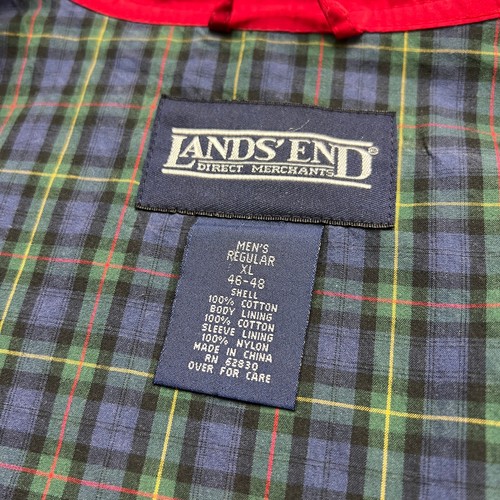 LANDS' END®
DIRECT MERCHANTS
MEN'S
REGULAR
XL
46-48
SHELL
100% COTTON
BODY LINING
100% COTTON
SLEEVE LINING
100% NYLON
MADE IN CHINA
RN 62830
OVER FOR CARE